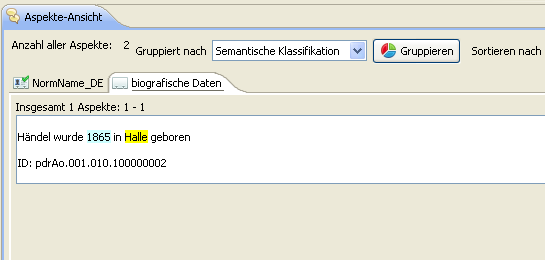 Aspekte-Ansicht
Anzahl aller Aspekte: 2 Gruppiert nach Semantische Klassifikation Gruppieren Sortieren nach
NormName_DE biografische Daten
Insgesamt 1 Aspekte: 1 - 1
Händel wurde 1865 in Halle geboren
ID: pdrAo.001.010.100000002